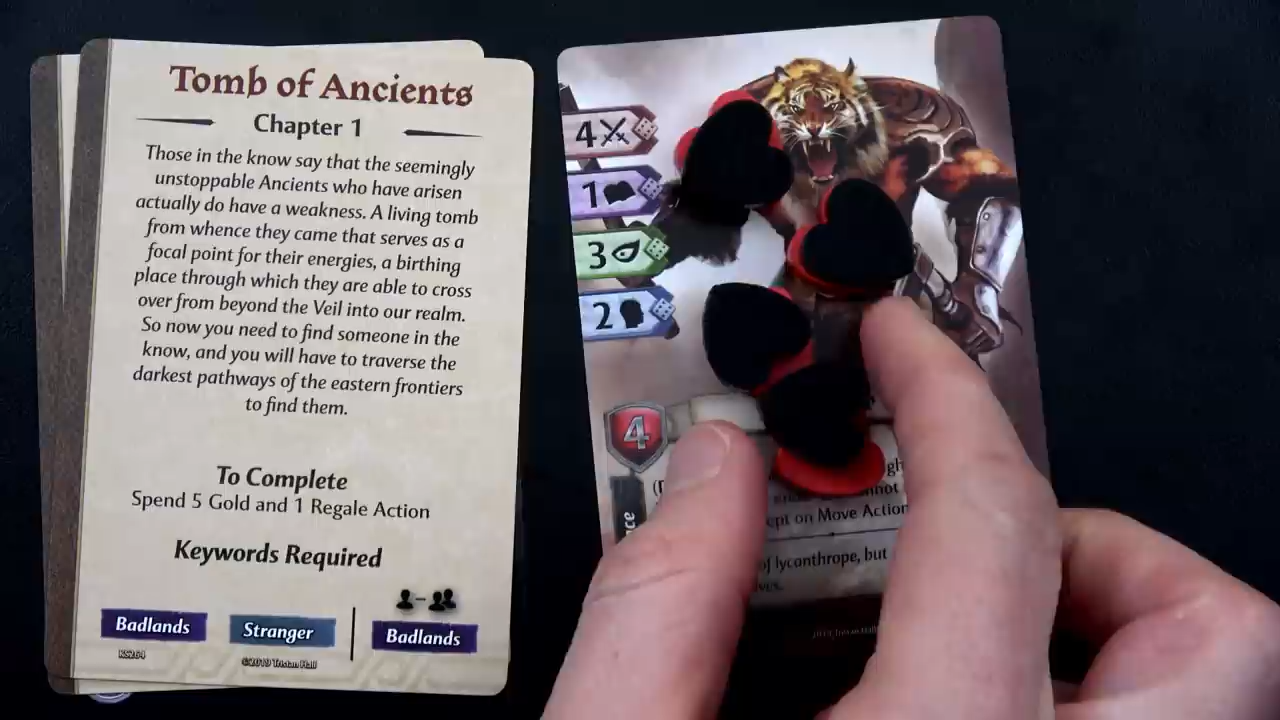 Tomb of Ancients
Chapter 1
Those in the know say that the seemingly
unstoppable Ancients who have arisen
actually do have a weakness. A living tomb
from whence they came that serves as a
focal point for their energies, a birthing
place through which they are able to cross
over from beyond the Veil into our realm.
So now you need to find someone in the
know, and you will have to traverse the
darkest pathways of the eastern frontiers
to find them.
To Complete
Spend 5 Gold and 1 Regale Action
Keywords Required
-
Badlands Stranger Badlands
KS264
©2019 Tristan Hall
4
1
3
2
4
ept on Move Action
of lycanthrope, but